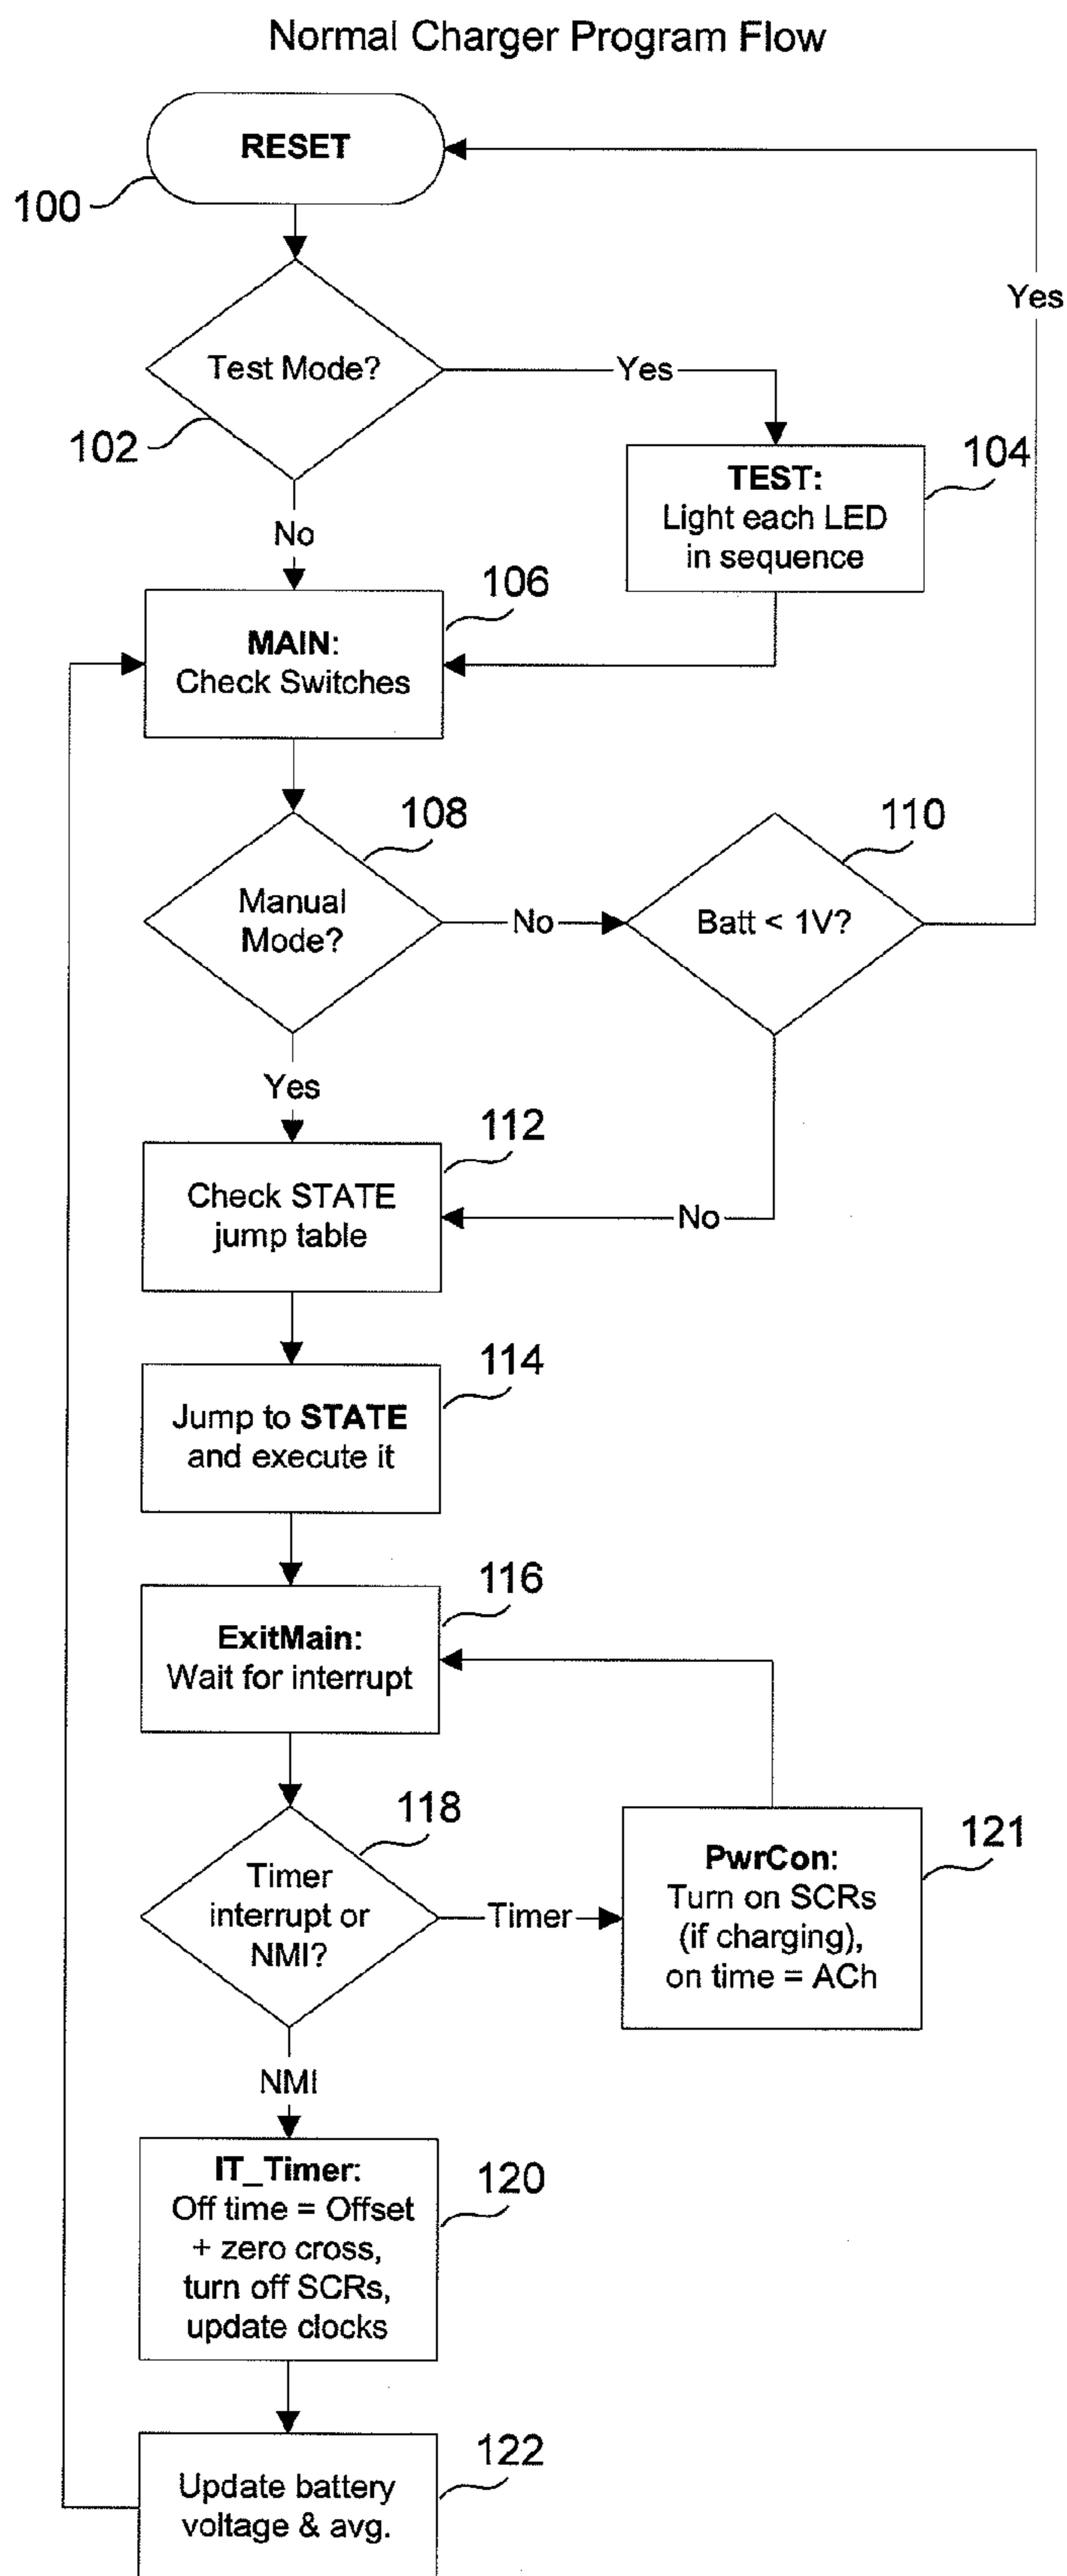 Normal Charger Program Flow
RESET
100
Yes
Test Mode?
Yes
102
104
TEST:
Light each LED
in sequence
No
106
MAIN:
Check Switches
108
110
Manual
Mode?
No
Batt < 1V?
Yes
112
Check STATE
jump table
No
114
Jump to STATE
and execute it
116
ExitMain:
Wait for interrupt
118
121
Timer
interrupt or
NMI?
Timer
PwrCon:
Turn on SCRs
(if charging),
on time = ACh
NMI
120
IT_Timer:
Off time = Offset
+ zero cross,
turn off SCRs,
update clocks
122
Update battery
voltage & avg.